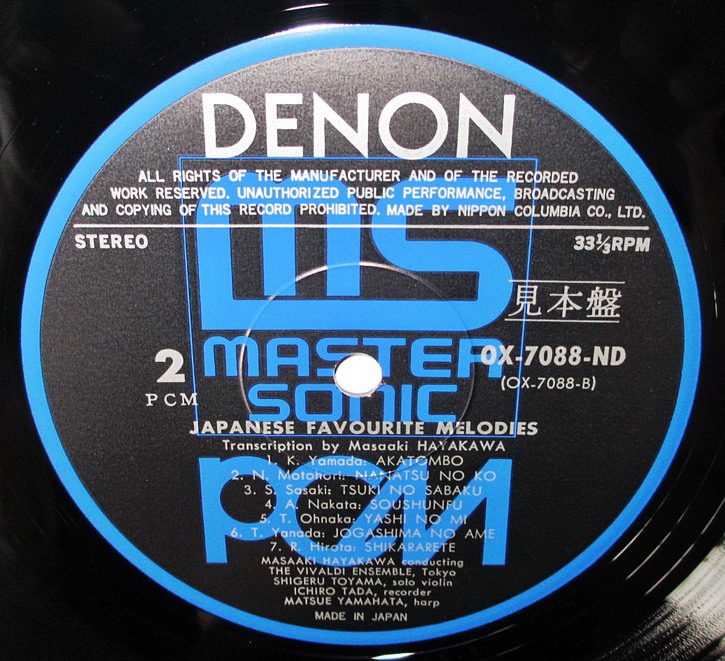 DENON
ALL RIGHTS OF THE MANUFACTURER AND OF THE RECORDED
WORK RESERVED. UNAUTHORIZED PUBLIC PERFORMANCE, BROADCASTING
AND COPYING OF THIS RECORD PROHIBITED. MADE BY NIPPON COLUMBIA CO., LTD.
STEREO
33⅓RPM
ms
MASTER
SONIC
見本盤
2
PCM
OX-7088-ND
(OX-7088-B)
JAPANESE FAVOURITE MELODIES
Transcription by Masaaki HAYAKAWA
1. K. Yamada: AKATOMBO
2. N. Motohori: NANATSU NO KO
3. S. Sasaki: TSUKI NO SABAKU
4. A. Nakata: SOUSHUNFU
5. T. Ohnaka: YASHI NO MI
6. T. Yanada: JOGASHIMA NO AME
7. R. Hirota: SHIKARARETE
PCM
MASAAKI HAYAKAWA conducting
THE VIVALDI ENSEMBLE, Tokyo
SHIGERU TOYAMA, solo violin
ICHIRO TADA, recorder
MATSUE YAMAHATA, harp
MADE IN JAPAN